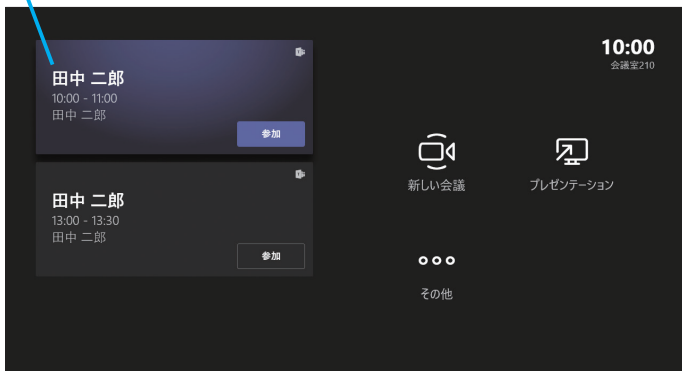 田中 二郎
10:00 - 11:00
田中 二郎
参加
田中 二郎
13:00 - 13:30
田中 二郎
参加
10:00
会議室210
新しい会議
プレゼンテーション
その他